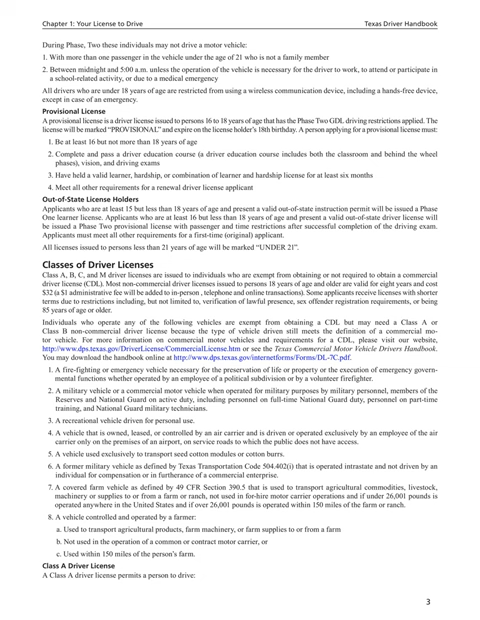 Chapter 1: Your License to Drive
Texas Driver Handbook
During Phase, Two these individuals may not drive a motor vehicle:
1. With more than one passenger in the vehicle under the age of 21 who is not a family member
2. Between midnight and 5:00 a.m. unless the operation of the vehicle is necessary for the driver to work, to attend or participate in
a school-related activity, or due to a medical emergency
All drivers who are under 18 years of age are restricted from using a wireless communication device, including a hands-free device,
except in case of an emergency.
Provisional License
A provisional license is a driver license issued to persons 16 to 18 years of age that has the Phase Two GDL driving restrictions applied. The
license will be marked “PROVISIONAL” and expire on the license holder’s 18th birthday. A person applying for a provisional license must:
1. Be at least 16 but not more than 18 years of age
2. Complete and pass a driver education course (a driver education course includes both the classroom and behind the wheel
phases), vision, and driving exams
3. Have held a valid learner, hardship, or combination of learner and hardship license for at least six months
4. Meet all other requirements for a renewal driver license applicant
Out-of-State License Holders
Applicants who are at least 15 but less than 18 years of age and present a valid out-of-state instruction permit will be issued a Phase
One learner license. Applicants who are at least 16 but less than 18 years of age and present a valid out-of-state driver license will
be issued a Phase Two provisional license with passenger and time restrictions after successful completion of the driving exam.
Applicants must meet all other requirements for a first-time (original) applicant.
All licenses issued to persons less than 21 years of age will be marked “UNDER 21”.
Classes of Driver Licenses
Class A, B, C, and M driver licenses are issued to individuals who are exempt from obtaining or not required to obtain a commercial
driver license (CDL). Most non-commercial driver licenses issued to persons 18 years of age and older are valid for eight years and cost
$32 (a $1 administrative fee will be added to in-person , telephone and online transactions). Some applicants receive licenses with shorter
terms due to restrictions including, but not limited to, verification of lawful presence, sex offender registration requirements, or being
85 years of age or older.
Individuals who operate any of the following vehicles are exempt from obtaining a CDL but may need a Class A or
Class B non-commercial driver license because the type of vehicle driven still meets the definition of a commercial mo-
tor vehicle. For more information on commercial motor vehicles and requirements for a CDL, please visit our website,
http://www.dps.texas.gov/DriverLicense/CommercialLicense.htm or see the Texas Commercial Motor Vehicle Drivers Handbook.
You may download the handbook online at http://www.dps.texas.gov/internetforms/Forms/DL-7C.pdf.
1. A fire-fighting or emergency vehicle necessary for the preservation of life or property or the execution of emergency govern-
mental functions whether operated by an employee of a political subdivision or by a volunteer firefighter.
2. A military vehicle or a commercial motor vehicle when operated for military purposes by military personnel, members of the
Reserves and National Guard on active duty, including personnel on full-time National Guard duty, personnel on part-time
training, and National Guard military technicians.
3. A recreational vehicle driven for personal use.
4. A vehicle that is owned, leased, or controlled by an air carrier and is driven or operated exclusively by an employee of the air
carrier only on the premises of an airport, on service roads to which the public does not have access.
5. A vehicle used exclusively to transport seed cotton modules or cotton burrs.
6. A former military vehicle as defined by Texas Transportation Code 504.402(i) that is operated intrastate and not driven by an
individual for compensation or in furtherance of a commercial enterprise.
7. A covered farm vehicle as defined by 49 CFR Section 390.5 that is used to transport agricultural commodities, livestock,
machinery or supplies to or from a farm or ranch, not used in for-hire motor carrier operations and if under 26,001 pounds is
operated anywhere in the United States and if over 26,001 pounds is operated within 150 miles of the farm or ranch.
8. A vehicle controlled and operated by a farmer:
a. Used to transport agricultural products, farm machinery, or farm supplies to or from a farm
b. Not used in the operation of a common or contract motor carrier, or
c. Used within 150 miles of the person’s farm.
Class A Driver License
A Class A driver license permits a person to drive:
3